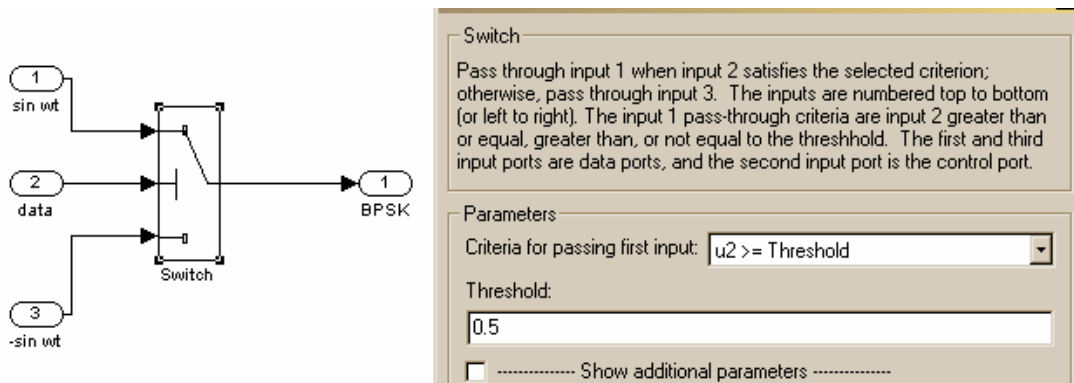 1
sin wt
2
data
3
-sin wt
Switch
1
BPSK
Switch
Pass through input 1 when input 2 satisfies the selected criterion;
otherwise, pass through input 3. The inputs are numbered top to bottom
(or left to right). The input 1 pass-through criteria are input 2 greater than
or equal, greater than, or not equal to the threshhold. The first and third
input ports are data ports, and the second input port is the control port.
Parameters
Criteria for passing first input: u2 >= Threshold
Threshold:
0.5
--------------- Show additional parameters ---------------